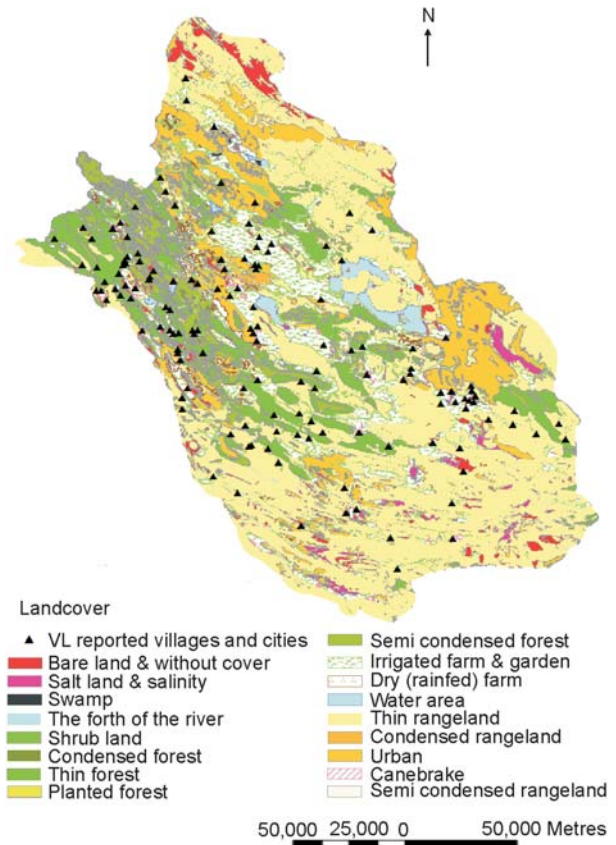 N
Landcover
VL reported villages and cities
Bare land & without cover
Salt land & salinity
Swamp
The forth of the river
Shrub land
Condensed forest
Thin forest
Planted forest
Semi condensed forest
Irrigated farm & garden
Dry (rainfed) farm
Water area
Thin rangeland
Condensed rangeland
Urban
Canebrake
Semi condensed rangeland
50,000 25,000 0 50,000 Metres